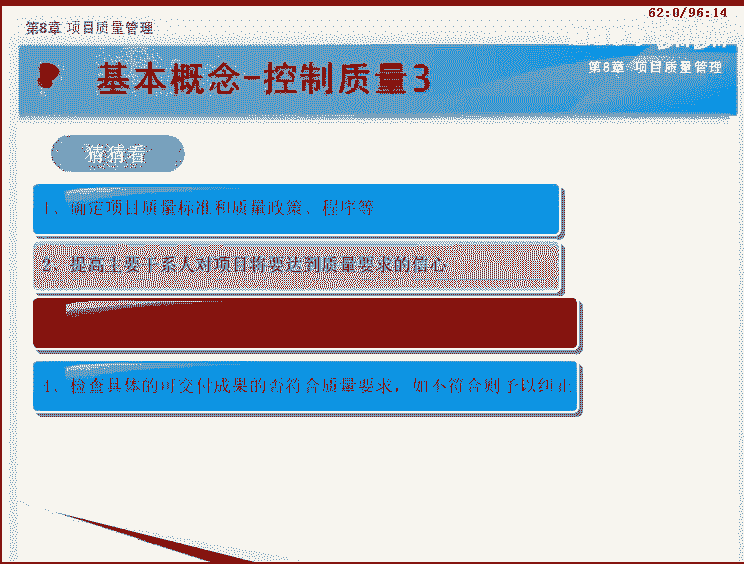 62:0/96:14
第8章 项目质量管理
基本概念-控制质量3
第8章 项目质量管理
猜猜看
1、确定项目质量标准和质量政策、程序等
2、提高主要干系人对项目将要达到质量要求的信心
4、检查具体的可交付成果的否符合质量要求，如不符合则予以纠正